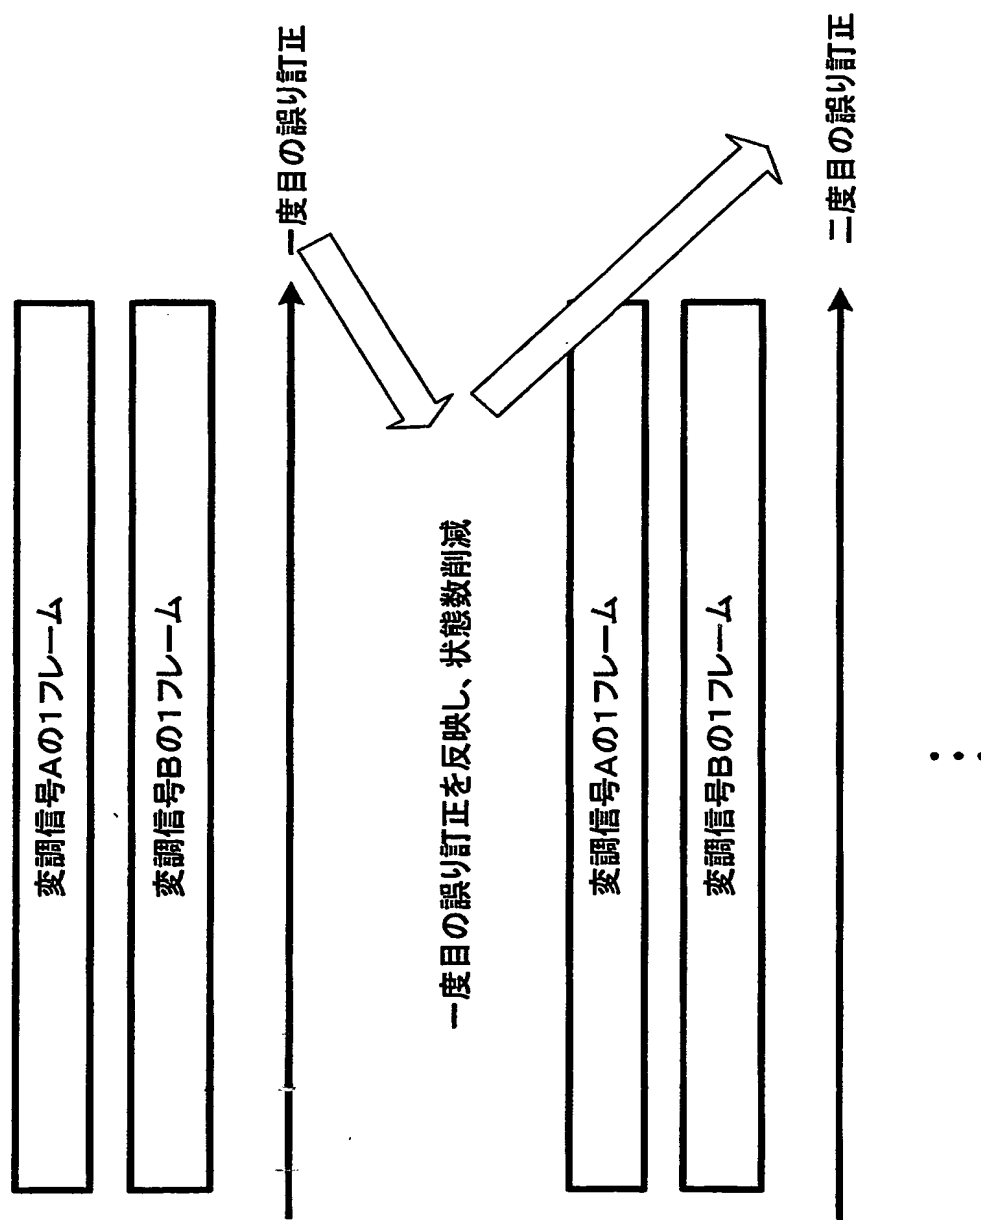 変調信号Aの1フレーム
変調信号Bの1フレーム
一度目の誤り訂正
一度目の誤り訂正を反映し、状態数削減
変調信号Aの1フレーム
変調信号Bの1フレーム
二度目の誤り訂正